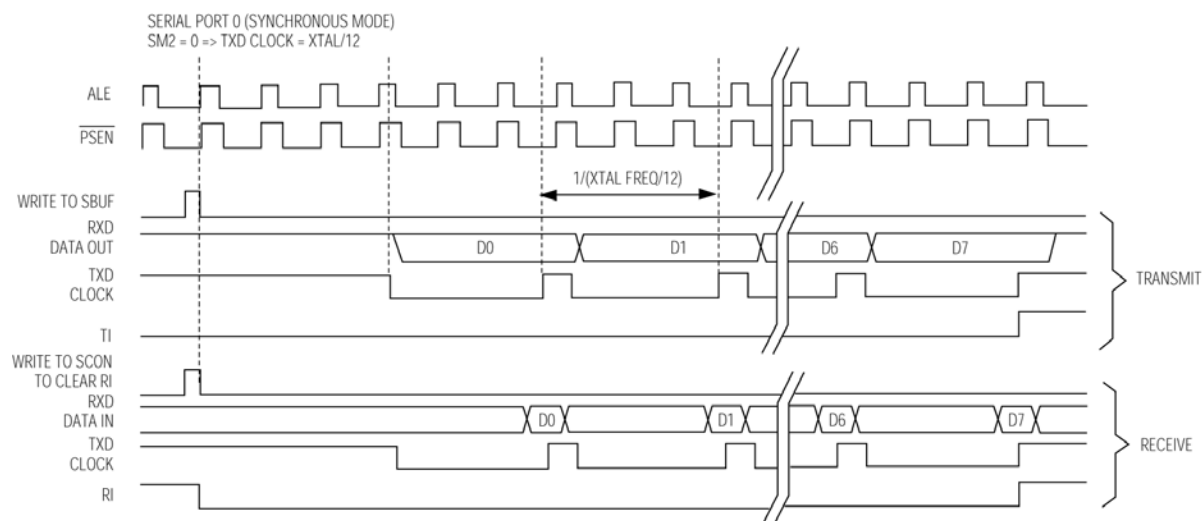 SERIAL PORT 0 (SYNCHRONOUS MODE)
SM2 = 0 => TXD CLOCK = XTAL/12
ALE
PSEN
1/(XTAL FREQ/12)
WRITE TO SBUF
RXD
DATA OUT
D0
D1
D6
D7
TXD
CLOCK
TRANSMIT
TI
WRITE TO SCON
TO CLEAR RI
RXD
DATA IN
D0
D1
D6
D7
TXD
CLOCK
RECEIVE
RI